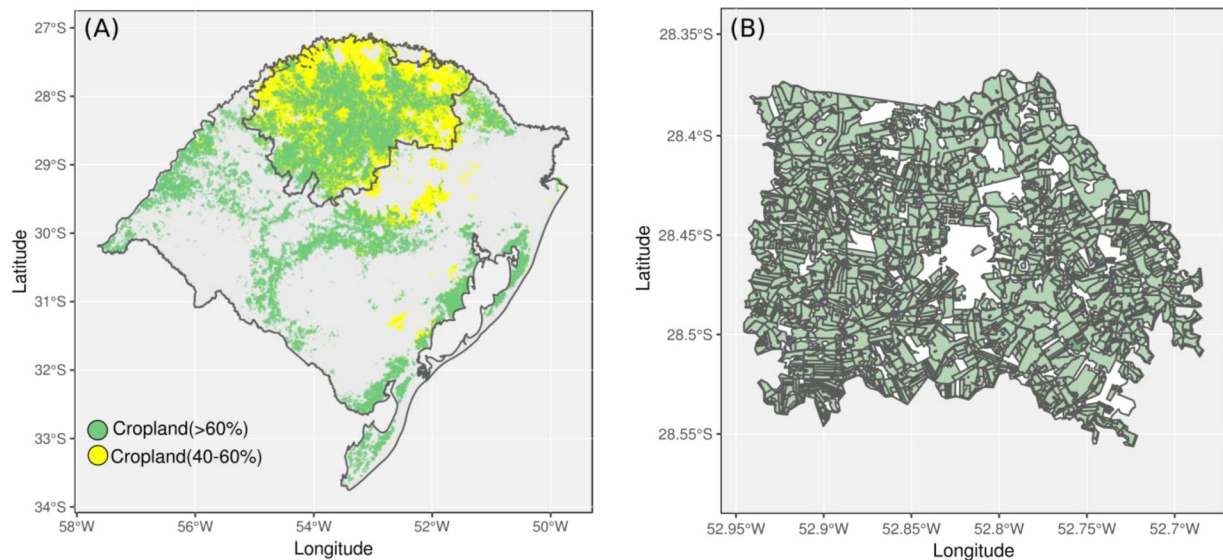 (A)
27°S
28°S
29°S
30°S
31°S
32°S
33°S
34°S
Latitude
Cropland(>60%)
Cropland(40-60%)
58°W
56°W
54°W
52°W
50°W
Longitude
(B)
28.35°S
28.4°S
28.45°S
28.5°S
28.55°S
Latitude
52.95°W
52.9°W
52.85°W
52.8°W
52.75°W
52.7°W
Longitude